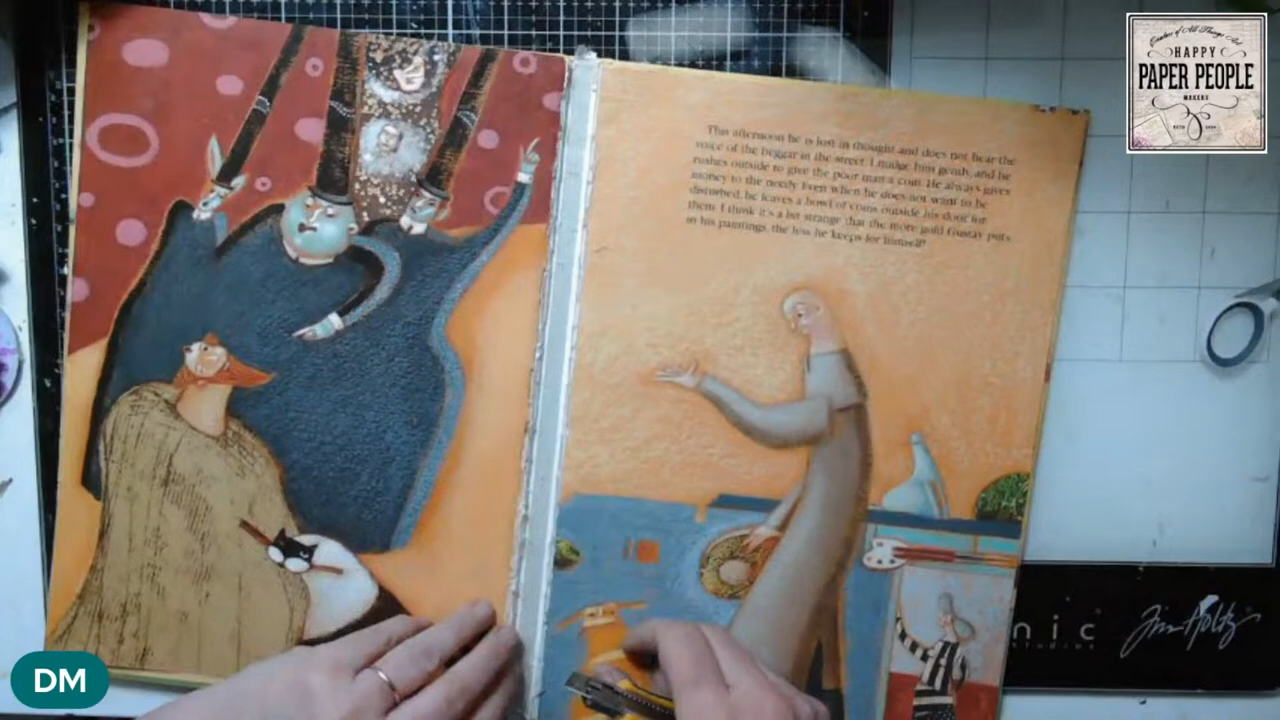 This afternoon he is lost in thought and does not hear the
voice of the beggar in the street. I nudge him gently, and he
rushes outside to give the poor man a coin. He always gives
money to the needy. Even when he does not want to be
disturbed, he leaves a bowl of coins outside his door for
them. I think it's a bit strange that the more gold Gustav puts
in his paintings, the less he keeps for himself!
HAPPY
PAPER PEOPLE
MAKERS
DM
nic
studios
Tim Holtz